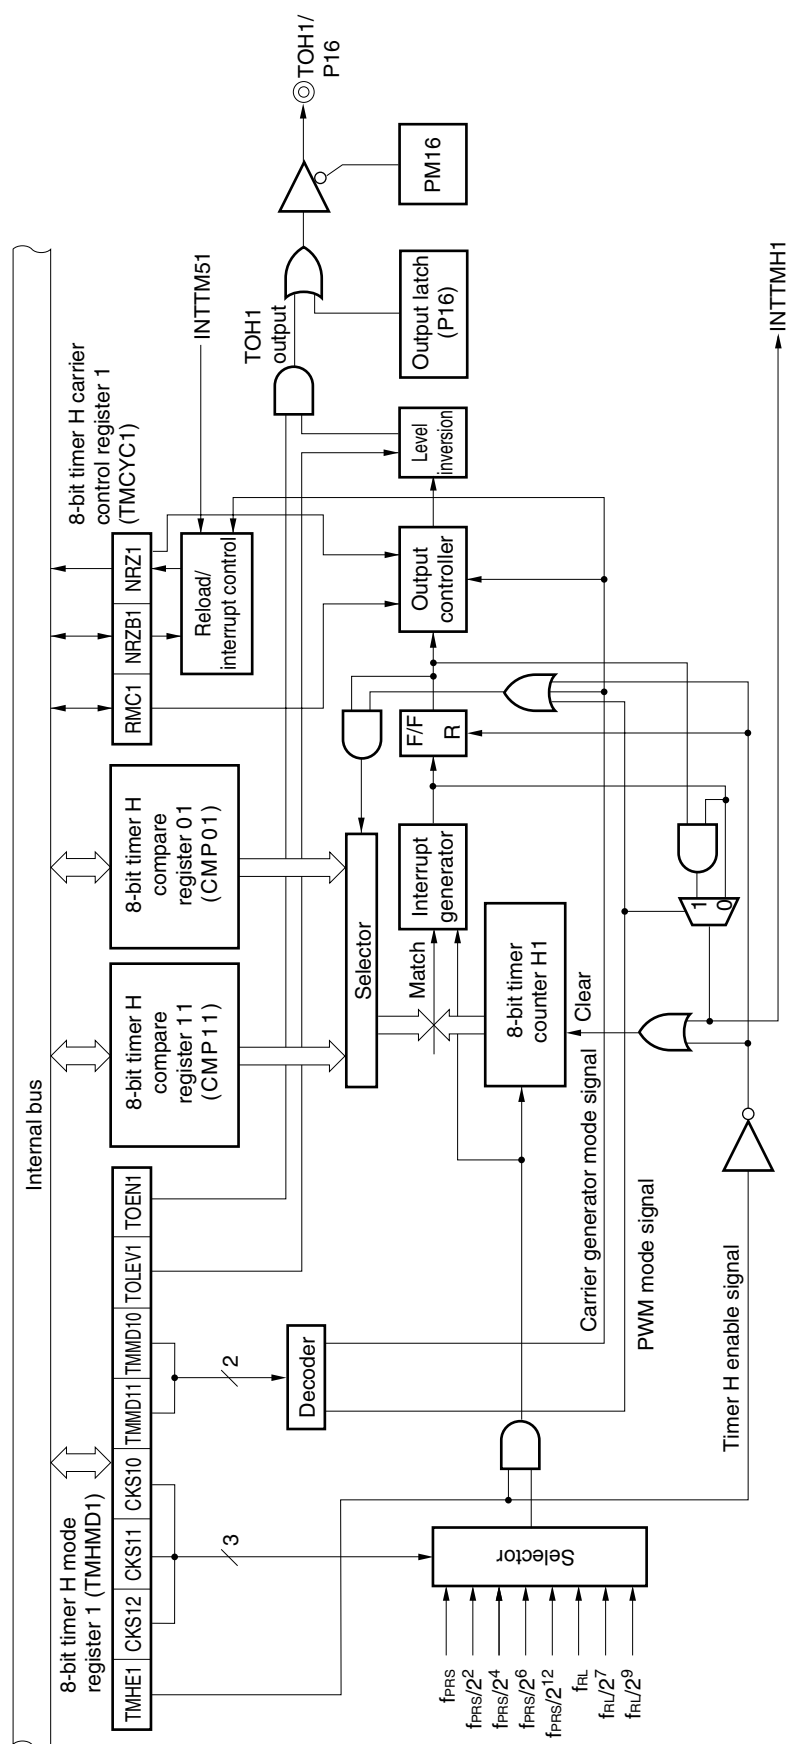 Internal bus
8-bit timer H mode
register 1 (TMHMD1)
TMHE1
CKS12
CKS11
CKS10
TMMD11
TMMD10
TOLEV1
TOEN1
8-bit timer H
compare
register 11
(CMP11)
8-bit timer H
compare
register 01
(CMP01)
8-bit timer H carrier
control register 1
(TMCYC1)
RMC1
NRZB1
NRZ1
Reload/
interrupt control
INTTM51
TOH1
output
TOH1/
P16
3
2
Decoder
Selector
Match
Interrupt
generator
F/F
R
Output
controller
Level
inversion
Output latch
(P16)
PM16
Selector
fPRS
fPRS/2²
fPRS/2⁴
fPRS/2⁶
fPRS/2¹²
fRL
fRL/2⁷
fRL/2⁹
8-bit timer
counter H1
Clear
Carrier generator mode signal
PWM mode signal
1
0
Timer H enable signal
INTTMH1